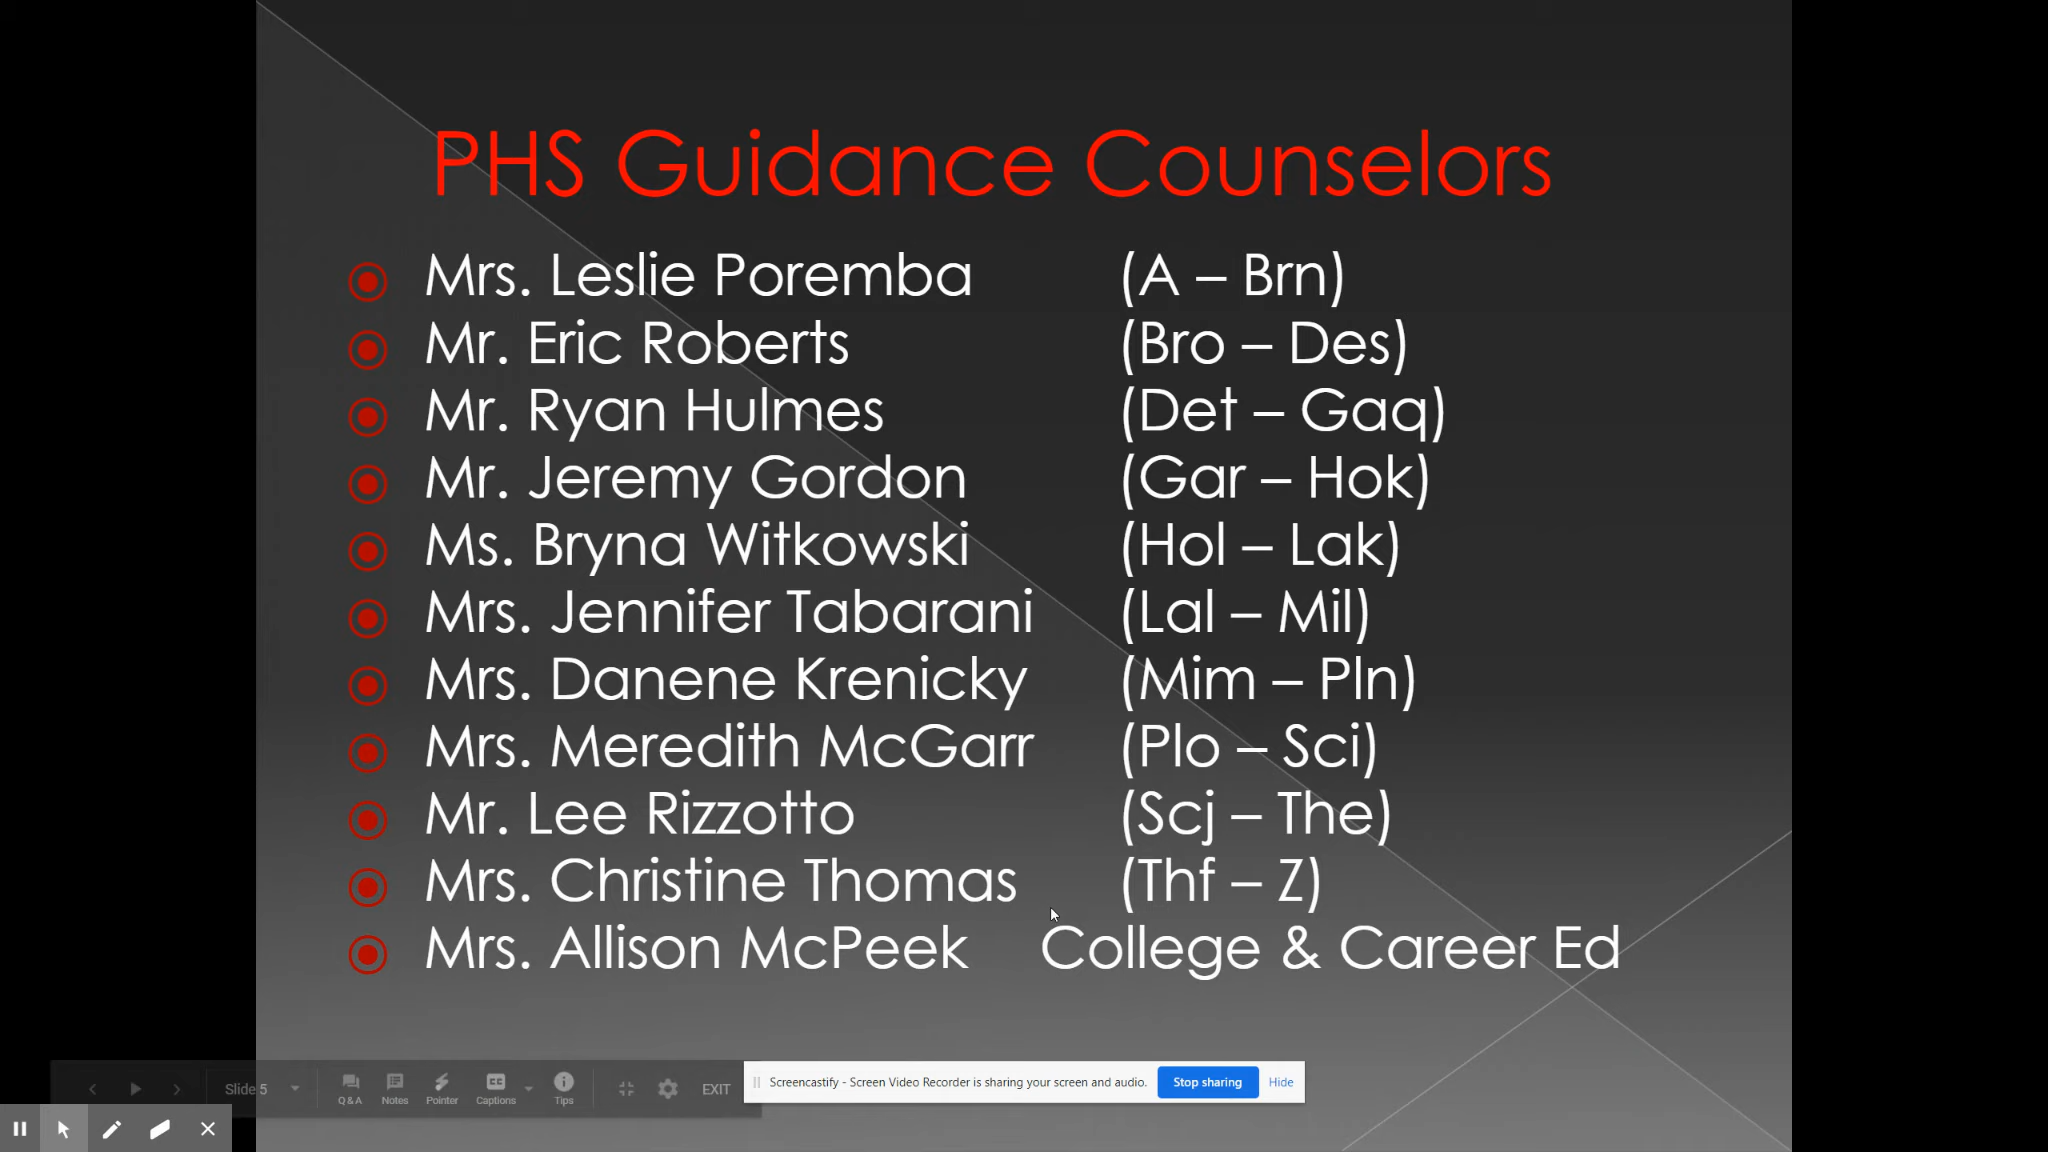 PHS Guidance Counselors
Mrs. Leslie Poremba (A – Brn)
Mr. Eric Roberts (Bro – Des)
Mr. Ryan Hulmes (Det – Gaq)
Mr. Jeremy Gordon (Gar – Hok)
Ms. Bryna Witkowski (Hol – Lak)
Mrs. Jennifer Tabarani (Lal – Mil)
Mrs. Danene Krenicky (Mim – Pln)
Mrs. Meredith McGarr (Plo – Sci)
Mr. Lee Rizzotto (Scj – The)
Mrs. Christine Thomas (Thf – Z)
Mrs. Allison McPeek College & Career Ed
Slide 5 Q & A Notes Pointer CC Captions Tips EXIT
Screencastify - Screen Video Recorder is sharing your screen and audio. Stop sharing Hide